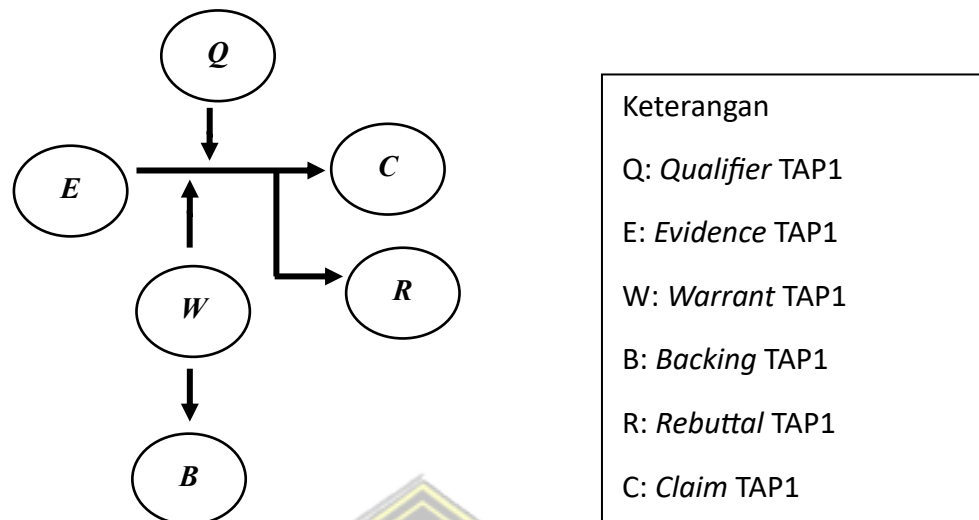 Q
E
C
W
R
B
Keterangan
Q: Qualifier TAP1
E: Evidence TAP1
W: Warrant TAP1
B: Backing TAP1
R: Rebuttal TAP1
C: Claim TAP1